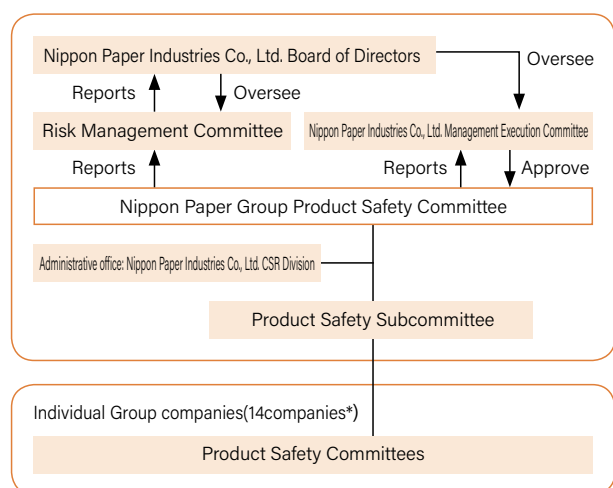 Nippon Paper Industries Co., Ltd. Board of Directors
Oversee
Reports
Oversee
Risk Management Committee
Nippon Paper Industries Co., Ltd. Management Execution Committee
Reports
Reports
Approve
Nippon Paper Group Product Safety Committee
Administrative office: Nippon Paper Industries Co., Ltd. CSR Division
Product Safety Subcommittee
Individual Group companies(14companies*)
Product Safety Committees